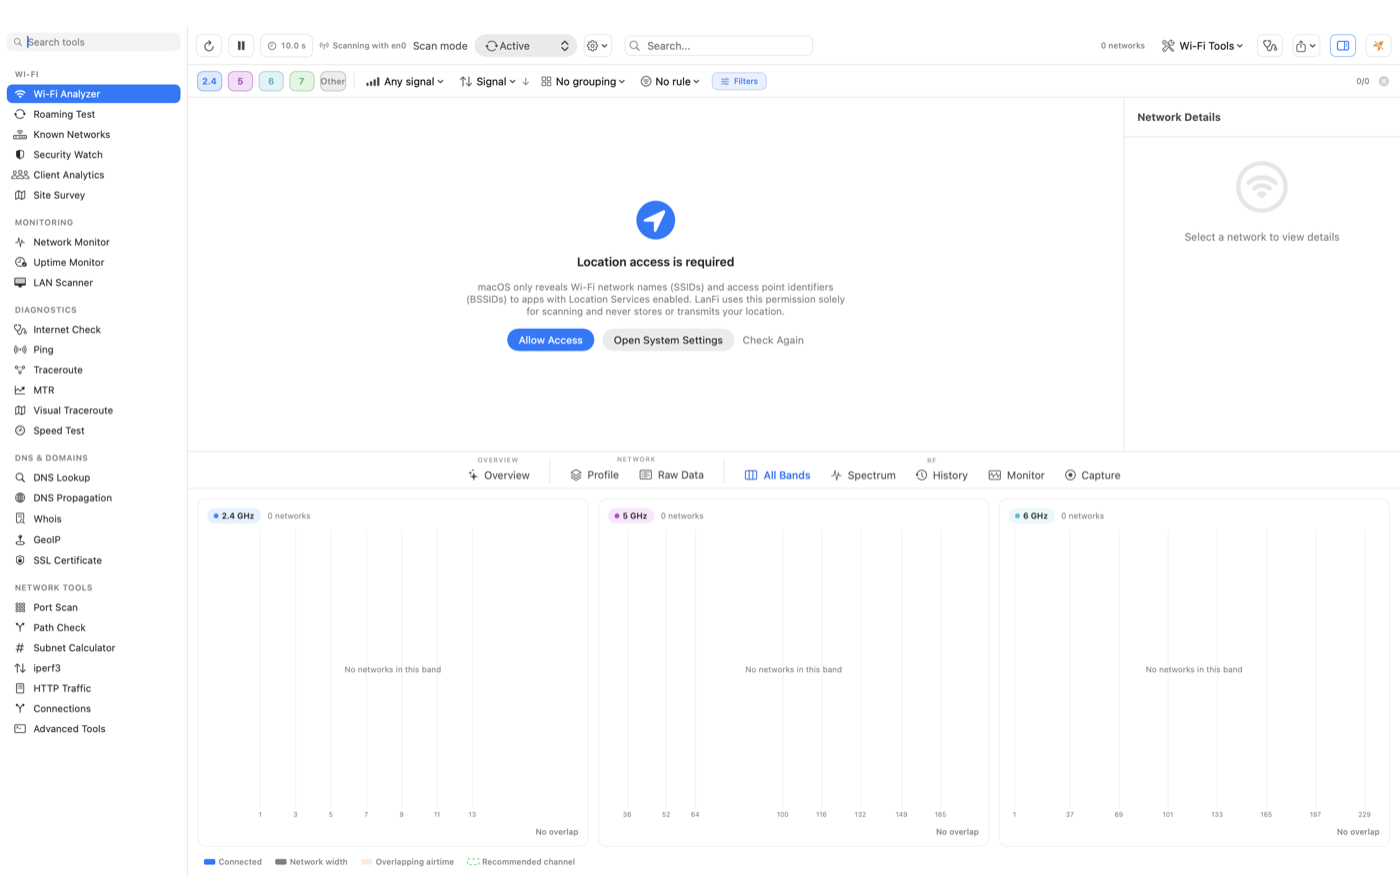 Search tools
WI-FI
Wi-Fi Analyzer
Roaming Test
Known Networks
Security Watch
Client Analytics
Site Survey
MONITORING
Network Monitor
Uptime Monitor
LAN Scanner
DIAGNOSTICS
Internet Check
Ping
Traceroute
MTR
Visual Traceroute
Speed Test
DNS & DOMAINS
DNS Lookup
DNS Propagation
Whois
GeoIP
SSL Certificate
NETWORK TOOLS
Port Scan
Path Check
Subnet Calculator
iperf3
HTTP Traffic
Connections
Advanced Tools
10.0 s Scanning with en0 Scan mode Active Search... 0 networks Wi-Fi Tools
2.4 5 6 7 Other Any signal Signal No grouping No rule Filters 0/0
Location access is required
macOS only reveals Wi-Fi network names (SSIDs) and access point identifiers
(BSSIDs) to apps with Location Services enabled. LanFi uses this permission solely
for scanning and never stores or transmits your location.
Allow Access Open System Settings Check Again
Network Details
Select a network to view details
OVERVIEW NETWORK RF
Overview Profile Raw Data All Bands Spectrum History Monitor Capture
2.4 GHz 0 networks
No networks in this band
1 3 5 7 9 11 13
No overlap
5 GHz 0 networks
No networks in this band
36 52 64 100 116 132 149 165
No overlap
6 GHz 0 networks
No networks in this band
1 37 69 101 133 165 197 229
No overlap
Connected Network width Overlapping airtime Recommended channel